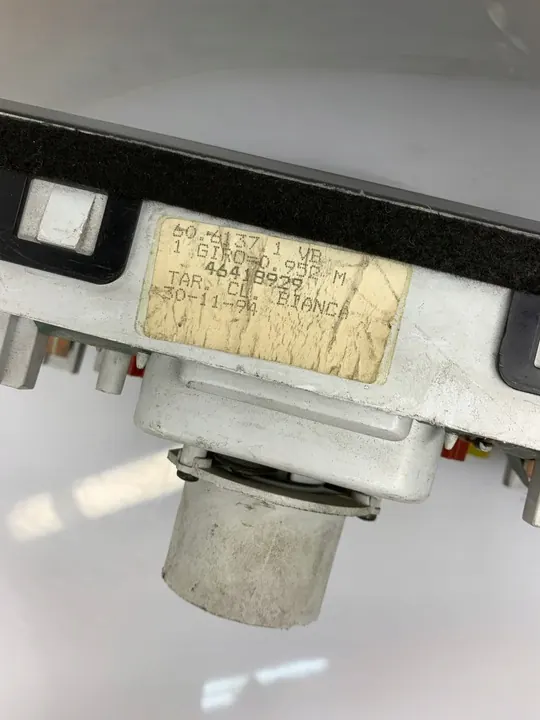 60.6137.1 VB
1 GIRO=0.952 M
46418929
TAR. CL. BIANCA
30-11-94